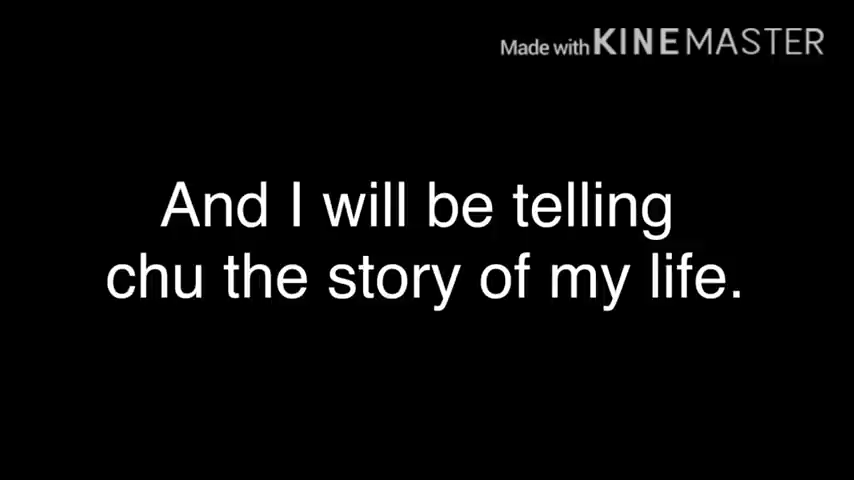 Made with KINEMASTER
And I will be telling
chu the story of my life.